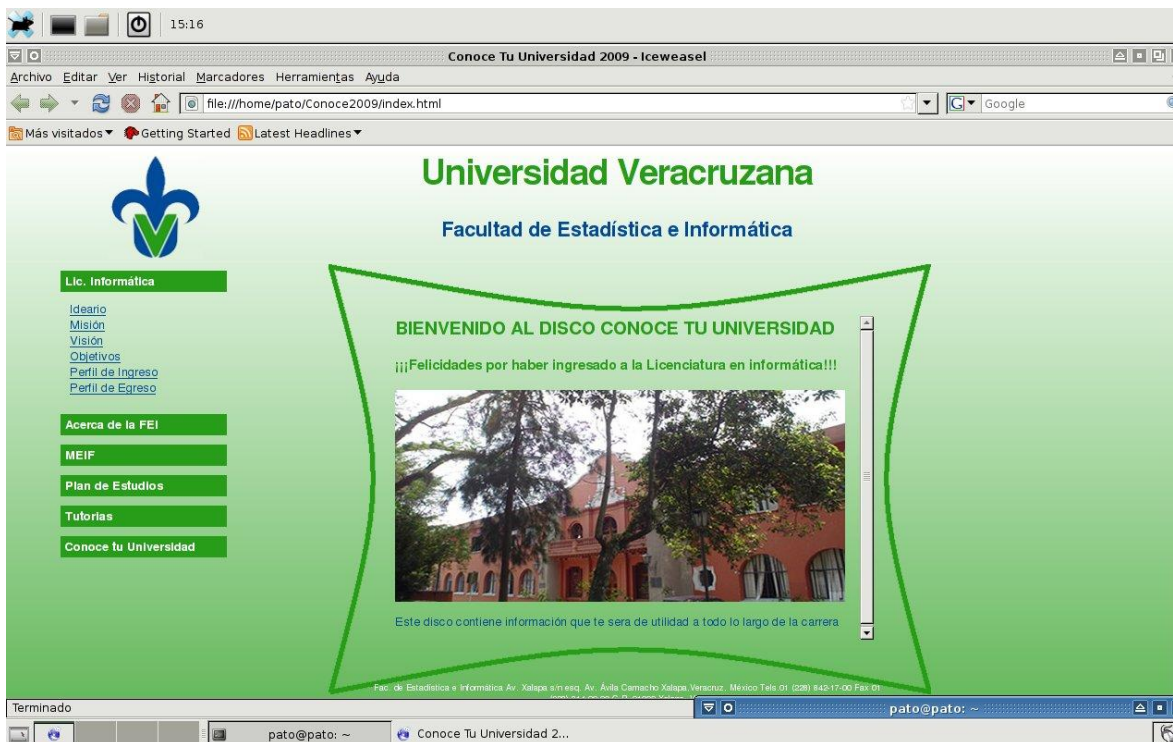 15:16
Conoce Tu Universidad 2009 - Iceweasel
Archivo Editar Ver Historial Marcadores Herramientas Ayuda
file:///home/pato/Conoce2009/index.html
Google
Más visitados Getting Started Latest Headlines
Universidad Veracruzana
Facultad de Estadística e Informática
Lic. Informática
Ideario
Misión
Visión
Objetivos
Perfil de Ingreso
Perfil de Egreso
Acerca de la FEI
MEIF
Plan de Estudios
Tutorías
Conoce tu Universidad
BIENVENIDO AL DISCO CONOCE TU UNIVERSIDAD
¡¡¡Felicidades por haber ingresado a la Licenciatura en informática!!!
Este disco contiene información que te sera de utilidad a todo lo largo de la carrera
Fac. de Estadística e Informática Av. Xalapa s/n esq. Av. Ávila Camacho Xalapa,Veracruz. México Tels.01 (228) 842-17-00 Fax 01
Terminado
pato@pato: ~
pato@pato: ~
Conoce Tu Universidad 2...